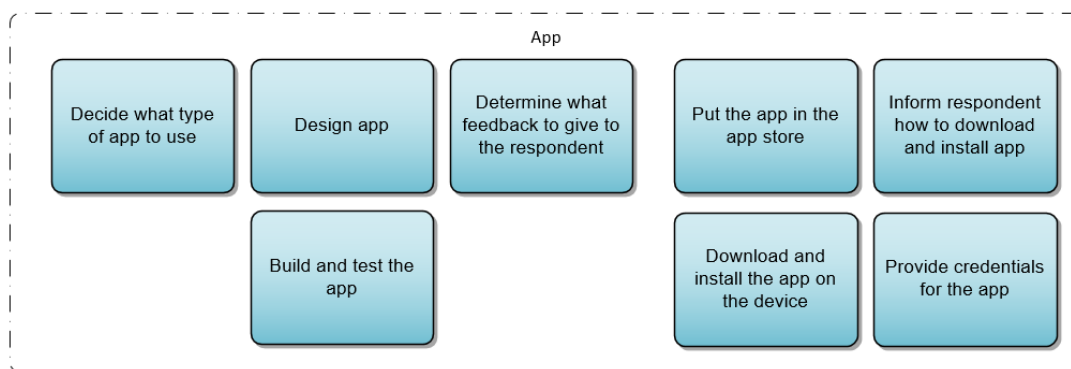 App
Decide what type
of app to use
Design app
Determine what
feedback to give to
the respondent
Put the app in the
app store
Inform respondent
how to download
and install app
Build and test the
app
Download and
install the app on
the device
Provide credentials
for the app